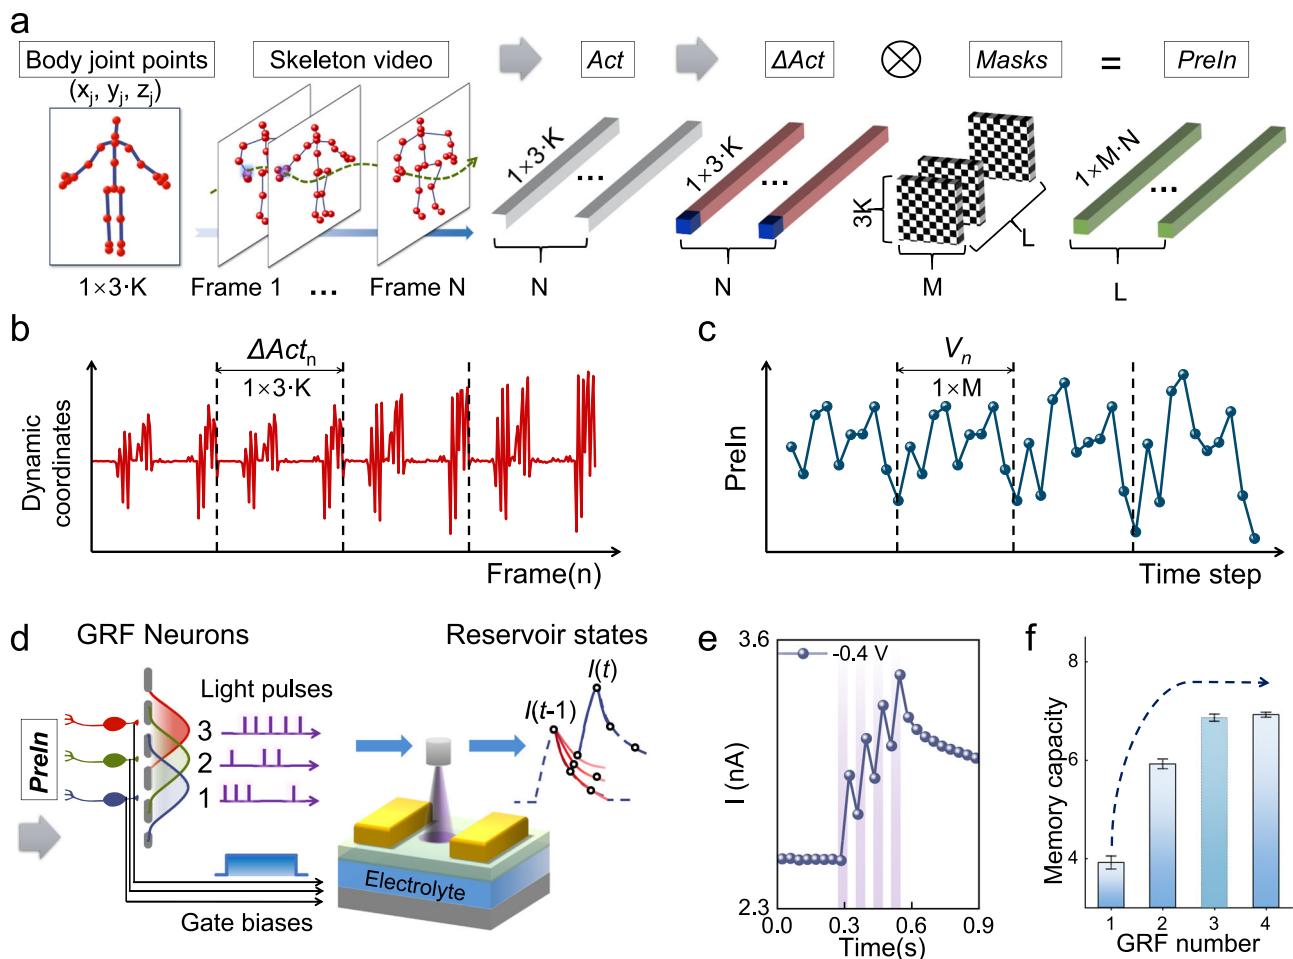 a
Body joint points
(xj, yj, zj)
Skeleton video
Act
ΔAct
Masks
=
PreIn
1×3·K
1×3·K
1×M·N
...
...
...
3K
L
1×3·K
Frame 1
...
Frame N
N
N
M
L
b
ΔActn
1×3·K
Dynamic
coordinates
Frame(n)
c
Vn
1×M
PreIn
Time step
d
GRF Neurons
Reservoir states
Light pulses
PreIn
3
2
1
I(t-1)
I(t)
Electrolyte
Gate biases
e
3.6
-0.4 V
I (nA)
2.3
0.0
0.3
0.6
0.9
Time(s)
f
8
6
4
Memory capacity
1
2
3
4
GRF number